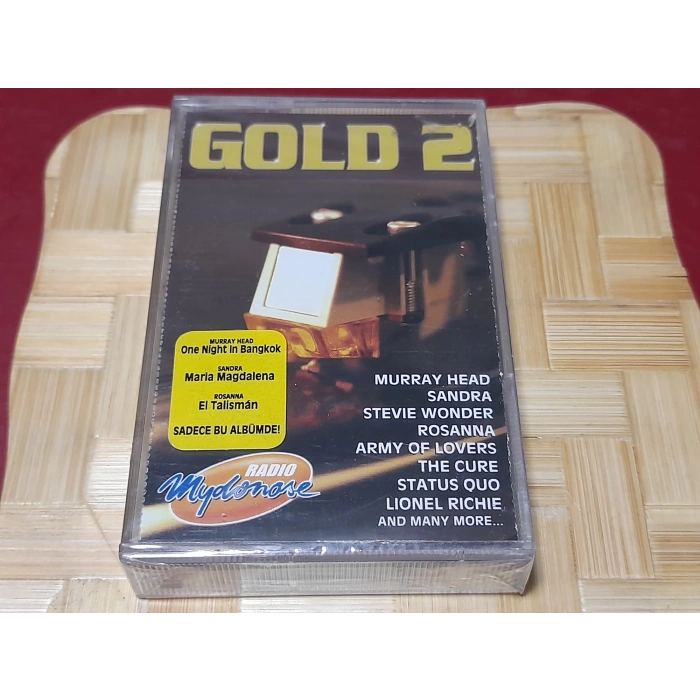 GOLD 2
MURRAY HEAD
One Night In Bangkok
SANDRA
Maria Magdalena
ROSANNA
El Talismán
SADECE BU ALBÜMDE!
RADIO
Mydonose
MURRAY HEAD
SANDRA
STEVIE WONDER
ROSANNA
ARMY OF LOVERS
THE CURE
STATUS QUO
LIONEL RICHIE
AND MANY MORE...